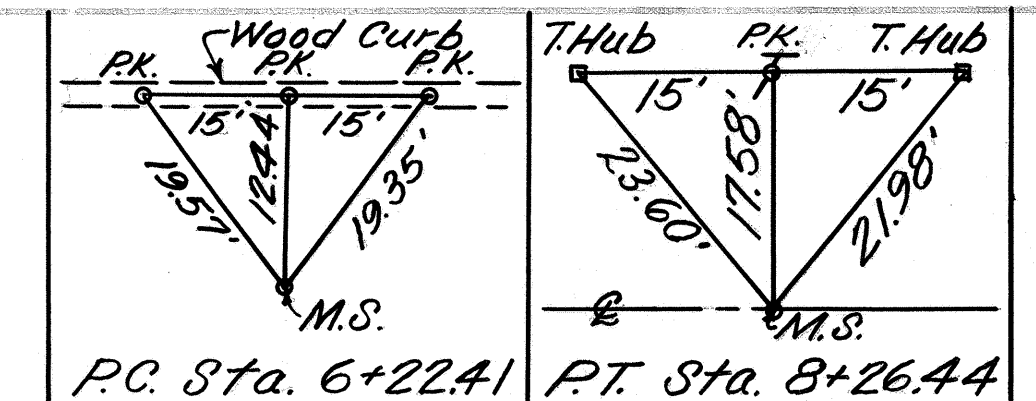 Wood Curb
P.K. P.K. P.K.
15' 15'
12.44'
19.57'
19.35'
M.S.
P.C. Sta. 6+22.41
T.Hub P.K. T.Hub
15' 15'
17.58'
23.60'
21.98'
℄
M.S.
P.T. Sta. 8+26.44